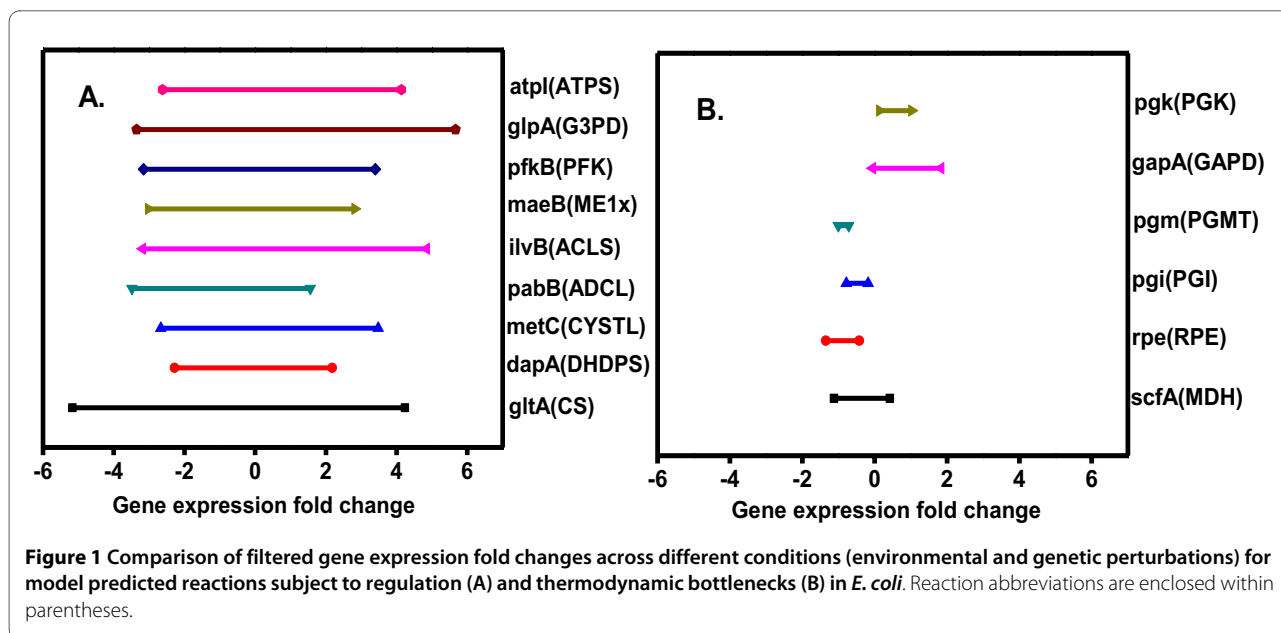 A.
atpI(ATPS)
glpA(G3PD)
pfkB(PFK)
maeB(ME1x)
ilvB(ACLS)
pabB(ADCL)
metC(CYSTL)
dapA(DHDPS)
gltA(CS)
-6 -4 -2 0 2 4 6
Gene expression fold change
B.
pgk(PGK)
gapA(GAPD)
pgm(PGMT)
pgi(PGI)
rpe(RPE)
scfA(MDH)
-6 -4 -2 0 2 4 6
Gene expression fold change
Figure 1 Comparison of filtered gene expression fold changes across different conditions (environmental and genetic perturbations) for
model predicted reactions subject to regulation (A) and thermodynamic bottlenecks (B) in E. coli. Reaction abbreviations are enclosed within
parentheses.